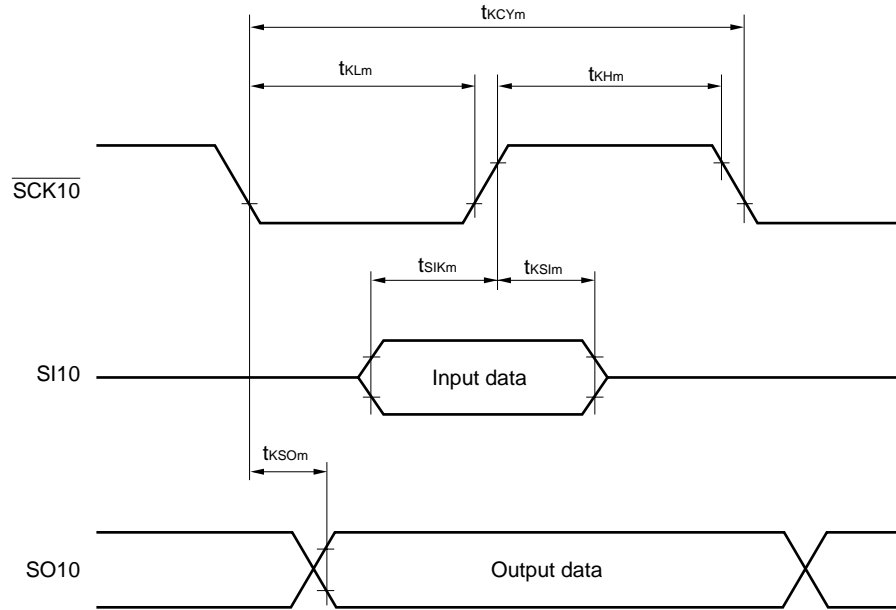 tKCYm
tKLm
tKHm
SCK10
tSIKm
tKSIm
SI10
Input data
tKSOm
SO10
Output data